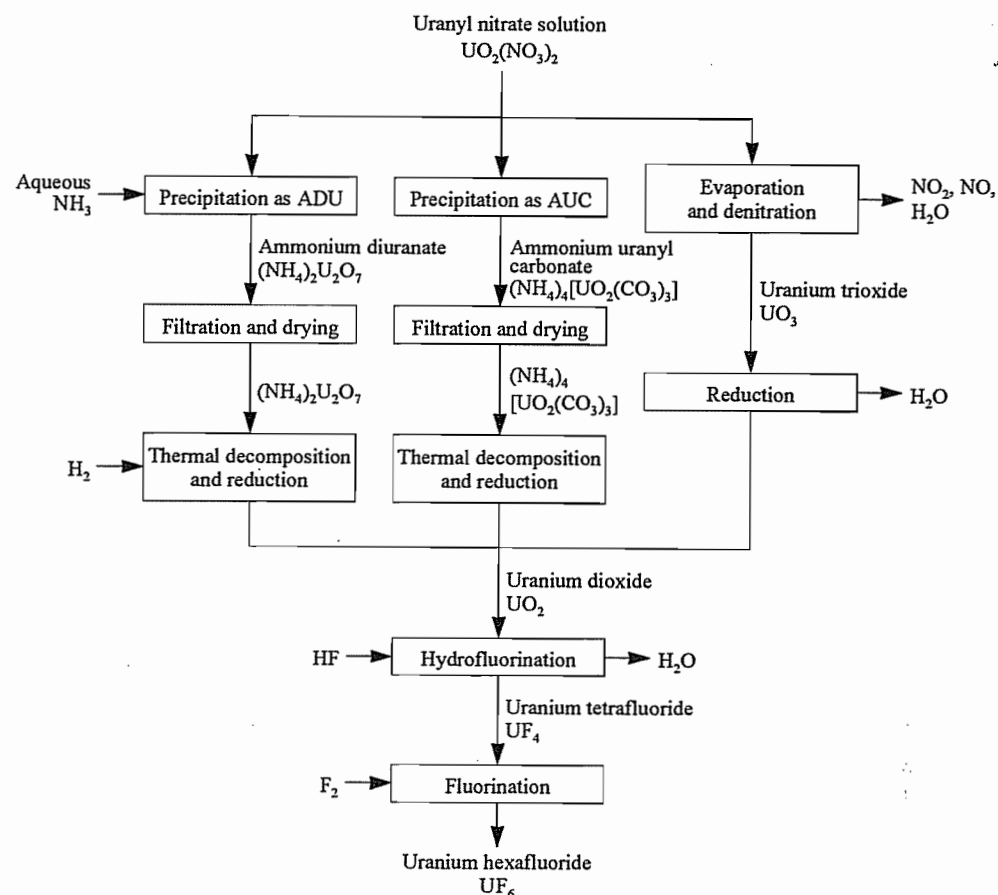 Uranyl nitrate solution
UO₂(NO₃)₂
Aqueous
NH₃
Precipitation as ADU
Precipitation as AUC
Evaporation
and denitration
NO₂, NO,
H₂O
Ammonium diuranate
(NH₄)₂U₂O₇
Ammonium uranyl
carbonate
(NH₄)₄[UO₂(CO₃)₃]
Uranium trioxide
UO₃
Filtration and drying
Filtration and drying
(NH₄)₂U₂O₇
(NH₄)₄
[UO₂(CO₃)₃]
Reduction
H₂O
H₂
Thermal decomposition
and reduction
Thermal decomposition
and reduction
Uranium dioxide
UO₂
HF
Hydrofluorination
H₂O
Uranium tetrafluoride
UF₄
F₂
Fluorination
Uranium hexafluoride
UF₆